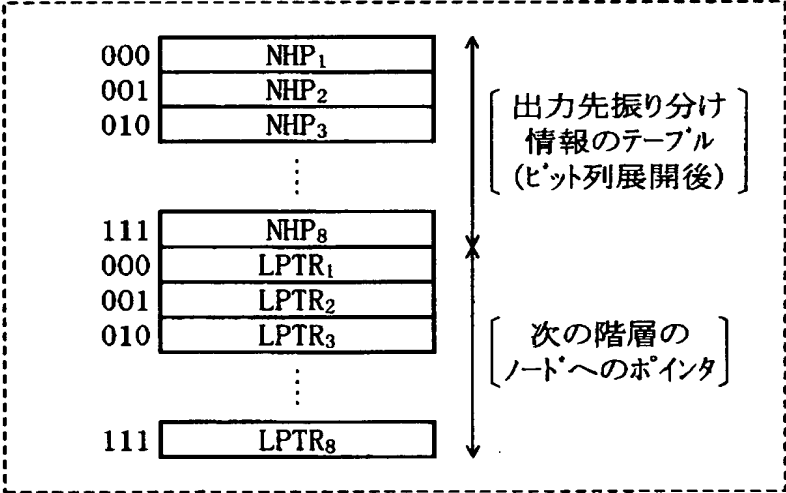 000 NHP₁
001 NHP₂
010 NHP₃
111 NHP₈
000 LPTR₁
001 LPTR₂
010 LPTR₃
111 LPTR₈
出力先振り分け
情報のテーブル
(ビット列展開後)
次の階層の
ノードへのポインタ